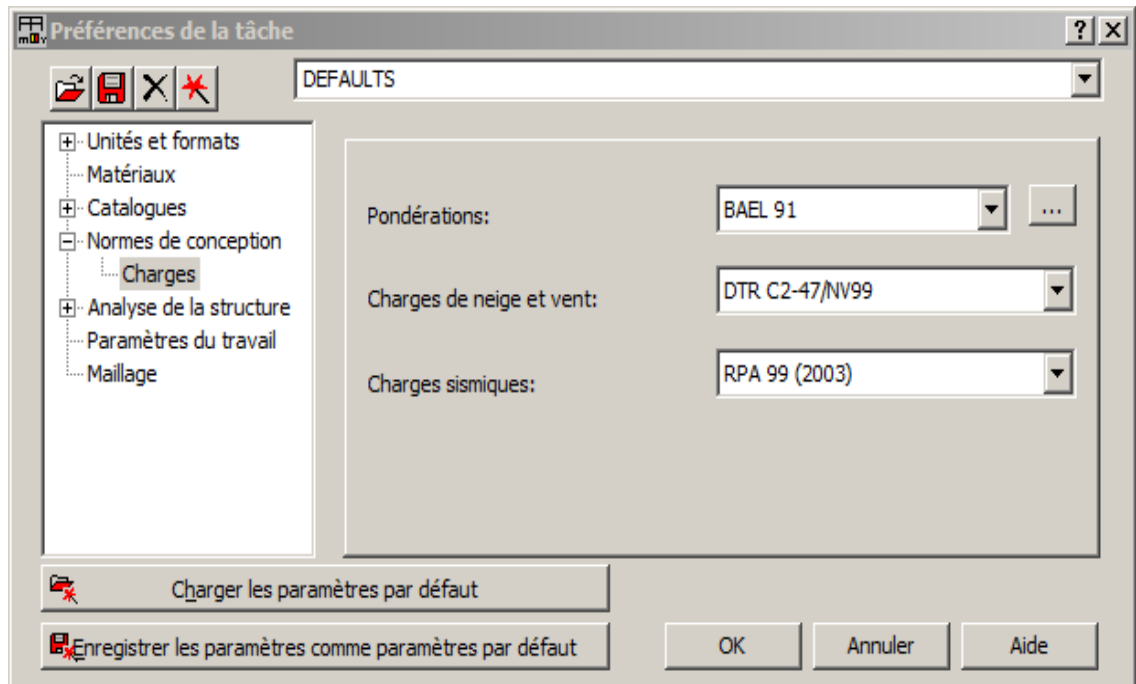 Préférences de la tâche
DEFAULTS
Unités et formats
Matériaux
Catalogues
Normes de conception
Charges
Analyse de la structure
Paramètres du travail
Maillage
Pondérations:
BAEL 91
...
Charges de neige et vent:
DTR C2-47/NV99
Charges sismiques:
RPA 99 (2003)
Charger les paramètres par défaut
Enregistrer les paramètres comme paramètres par défaut
OK
Annuler
Aide